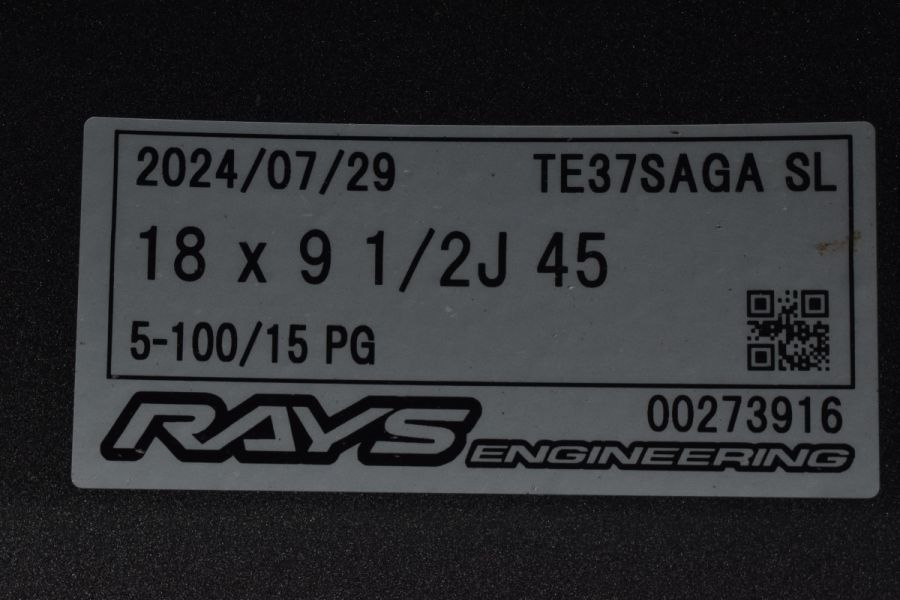 2024/07/29 TE37SAGA SL
18 x 9 1/2J 45
5-100/15 PG
00273916
RAYS ENGINEERING